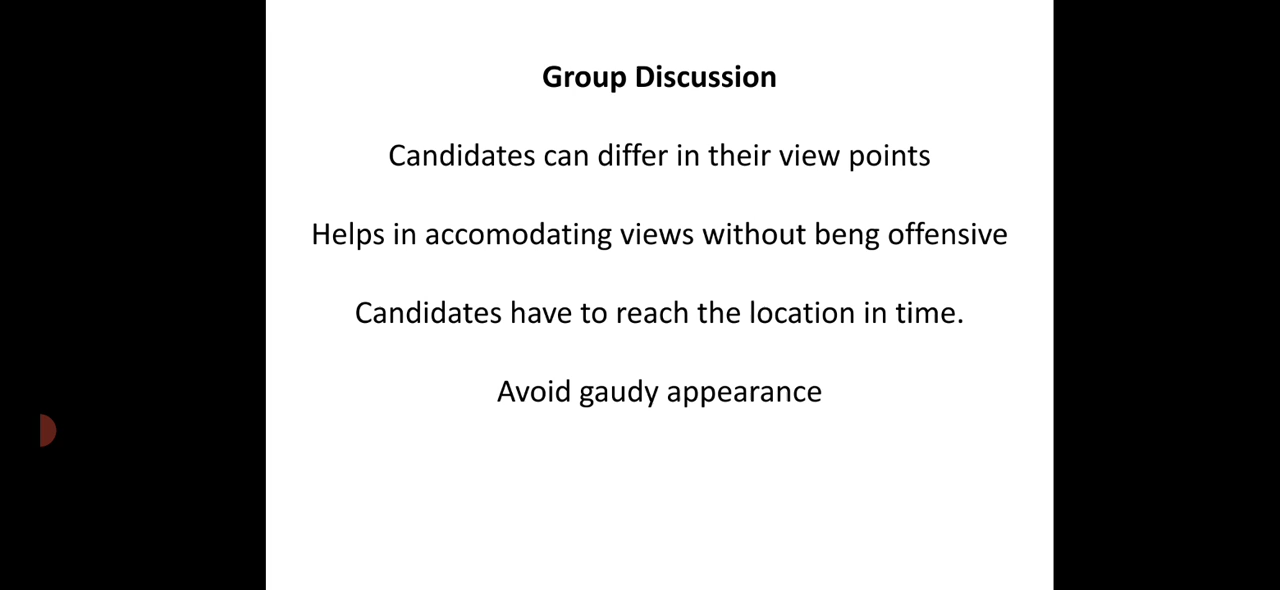 Group Discussion
Candidates can differ in their view points
Helps in accomodating views without beng offensive
Candidates have to reach the location in time.
Avoid gaudy appearance